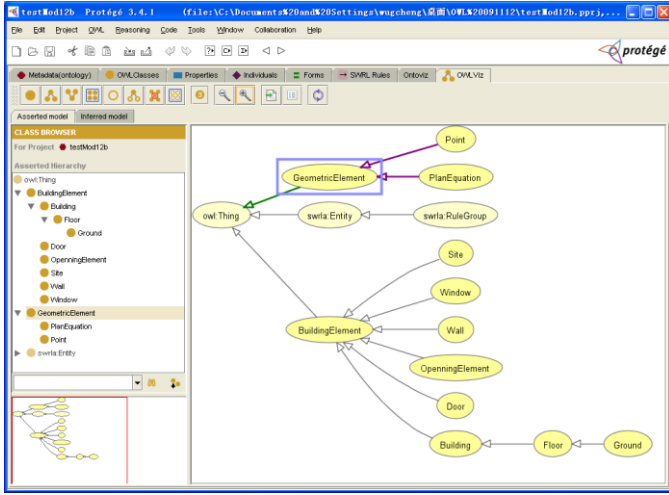 testMod12b Protégé 3.4.1 (file:\C:\Documents%20and%20Settings\wugcheng\桌面\OWL%20091112\testMod12b.pprj,...
File Edit Project OWL Reasoning Code Tools Window Collaboration Help
protégé
Metadata(ontology) OWLClasses Properties Individuals Forms SWRL Rules Ontoviz OWLViz
Asserted model Inferred model
CLASS BROWSER
For Project: testMod12b
Asserted Hierarchy
owl:Thing
BuildingElement
Building
Floor
Ground
Door
OpenningElement
Site
Wall
Window
GeometricElement
PlanEquation
Point
swrla:Entity
Point
GeometricElement
PlanEquation
owl:Thing
swrla:Entity
swrla:RuleGroup
Site
Window
BuildingElement
Wall
OpenningElement
Door
Building
Floor
Ground